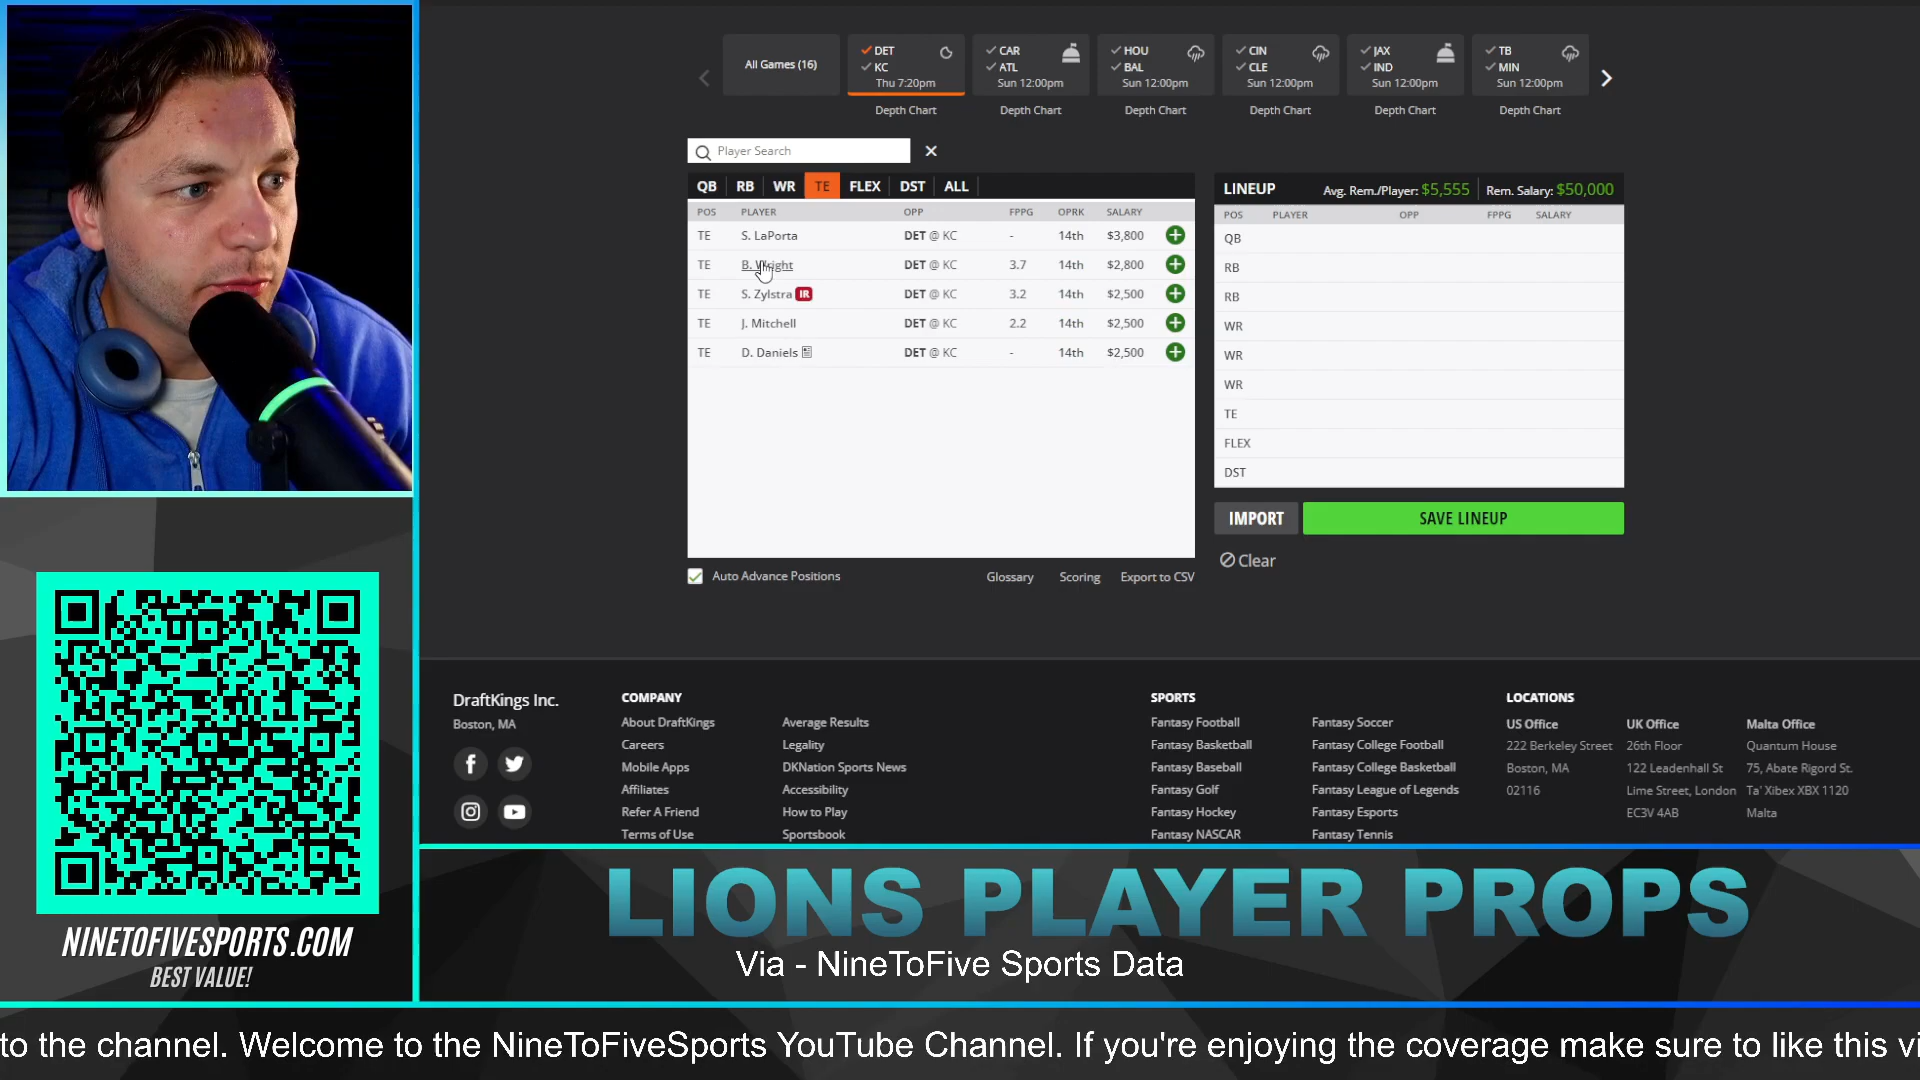 All Games (16)
DET
KC
Thu 7:20pm
Depth Chart
CAR
ATL
Sun 12:00pm
Depth Chart
HOU
BAL
Sun 12:00pm
Depth Chart
CIN
CLE
Sun 12:00pm
Depth Chart
JAX
IND
Sun 12:00pm
Depth Chart
TB
MIN
Sun 12:00pm
Depth Chart
Player Search
QB RB WR TE FLEX DST ALL
POS PLAYER OPP FPPG OPRK SALARY
TE S. LaPorta DET @ KC - 14th $3,800
TE B. Wright DET @ KC 3.7 14th $2,800
TE S. Zylstra IR DET @ KC 3.2 14th $2,500
TE J. Mitchell DET @ KC 2.2 14th $2,500
TE D. Daniels DET @ KC - 14th $2,500
Auto Advance Positions
Glossary Scoring Export to CSV
LINEUP Avg. Rem./Player: $5,555 Rem. Salary: $50,000
POS PLAYER OPP FPPG SALARY
QB
RB
RB
WR
WR
WR
TE
FLEX
DST
IMPORT SAVE LINEUP
Clear
DraftKings Inc.
Boston, MA
COMPANY
About DraftKings
Careers
Mobile Apps
Affiliates
Refer A Friend
Terms of Use
Average Results
Legality
DKNation Sports News
Accessibility
How to Play
Sportsbook
SPORTS
Fantasy Football
Fantasy Basketball
Fantasy Baseball
Fantasy Golf
Fantasy Hockey
Fantasy NASCAR
Fantasy Soccer
Fantasy College Football
Fantasy College Basketball
Fantasy League of Legends
Fantasy Esports
Fantasy Tennis
LOCATIONS
US Office
222 Berkeley Street
Boston, MA
02116
UK Office
26th Floor
122 Leadenhall St
Lime Street, London
EC3V 4AB
Malta Office
Quantum House
75, Abate Rigord St.
Ta' Xibex XBX 1120
Malta
NINETOFIVESPORTS.COM
BEST VALUE!
LIONS PLAYER PROPS
Via - NineToFive Sports Data
to the channel. Welcome to the NineToFiveSports YouTube Channel. If you're enjoying the coverage make sure to like this vi